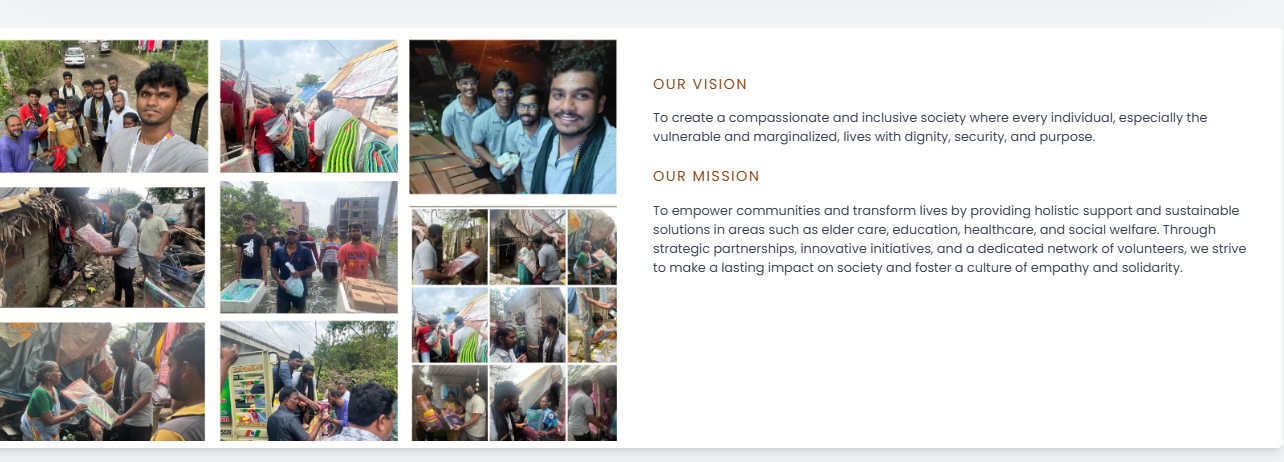 OUR VISION
To create a compassionate and inclusive society where every individual, especially the
vulnerable and marginalized, lives with dignity, security, and purpose.
OUR MISSION
To empower communities and transform lives by providing holistic support and sustainable
solutions in areas such as elder care, education, healthcare, and social welfare. Through
strategic partnerships, innovative initiatives, and a dedicated network of volunteers, we strive
to make a lasting impact on society and foster a culture of empathy and solidarity.